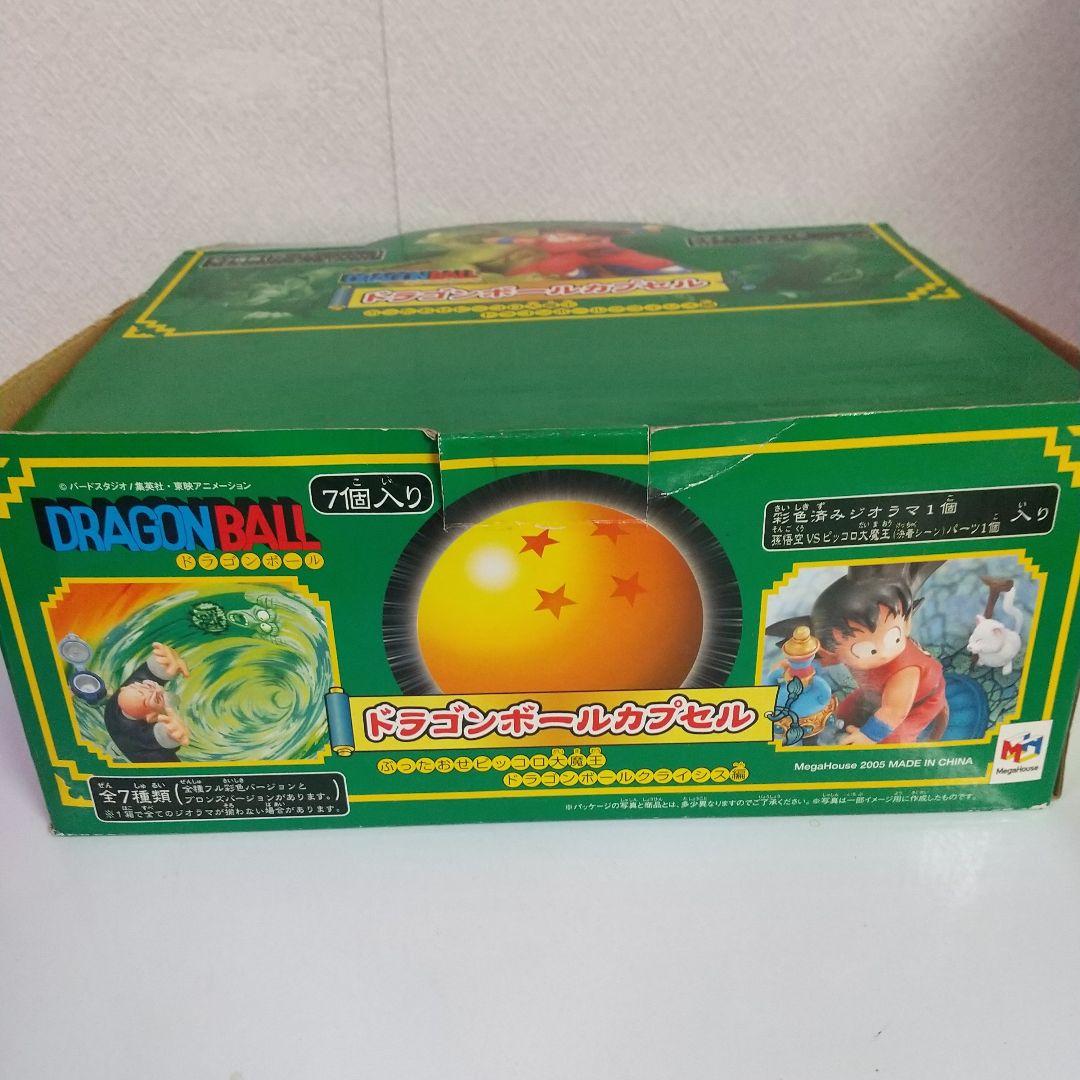 DRAGONBALL
ドラゴンボールカプセル
© バードスタジオ/集英社・東映アニメーション
DRAGONBALL
ドラゴンボール
7個入り
彩色済みジオラマ1個
孫悟空VSピッコロ大魔王(決着シーン)パーツ1個
入り
ドラゴンボールカプセル
ぶったおせピッコロ大魔王
ドラゴンボールクライシス編
全7種類(全種フル彩色バージョンと
ブロンズバージョンがあります。)
※1箱で全てのジオラマが揃わない場合があります。
MegaHouse 2005 MADE IN CHINA
MegaHouse
※パッケージの写真と商品とは、多少異なりますのでご了承ください。※写真は一部イメージ用に作成したものです。